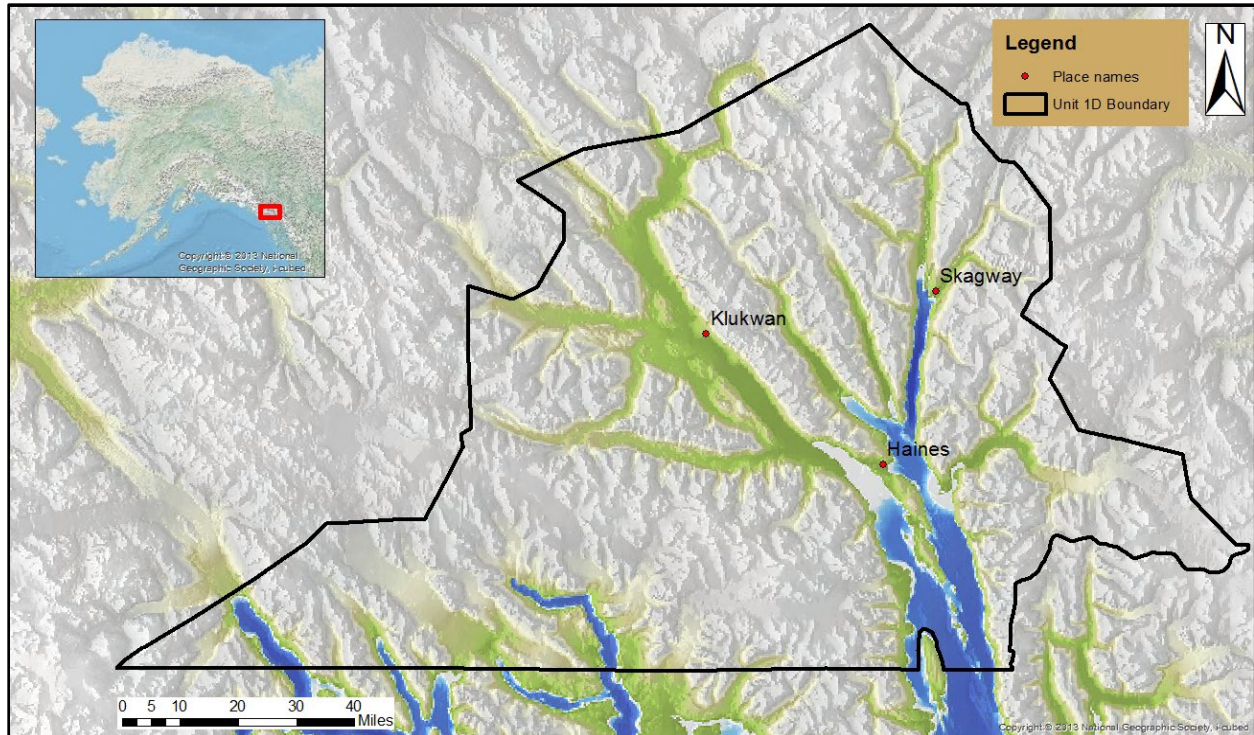 Copyright:© 2013 National
Geographic Society, i-cubed
Legend
Place names
Unit 1D Boundary
N
Skagway
Klukwan
Haines
0 5 10 20 30 40
Miles
Copyright:© 2013 National Geographic Society, i-cubed